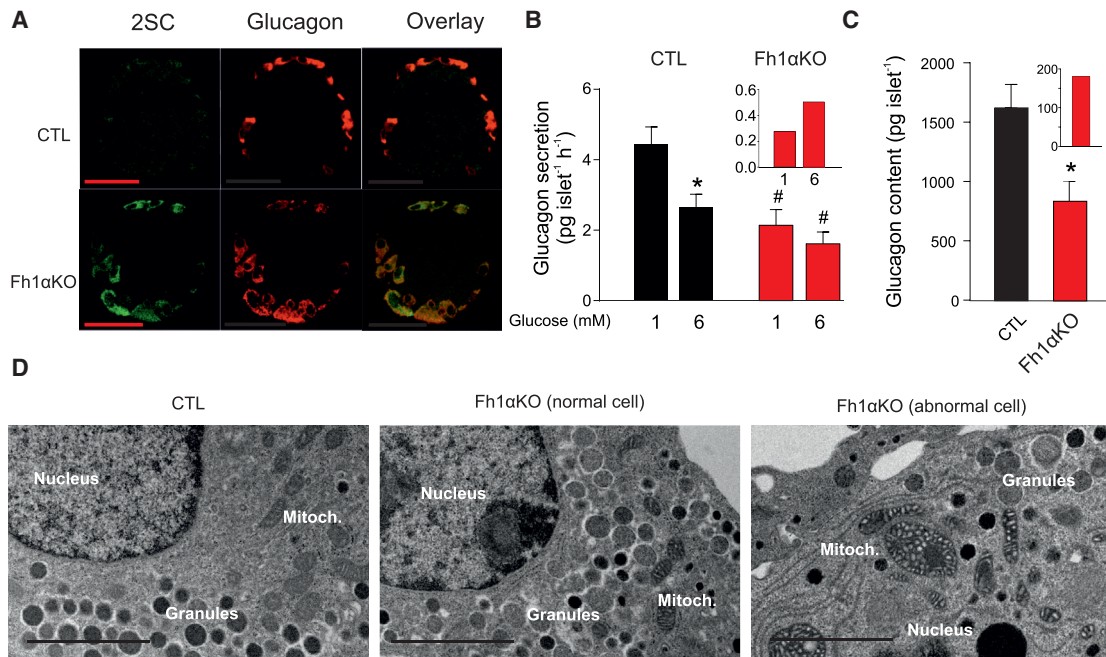 A
2SC
Glucagon
Overlay
CTL
Fh1αKO
B
CTL
Fh1αKO
Glucagon secretion
(pg islet⁻¹ h⁻¹)
6
4
2
0
*
#
#
0.6
0.4
0.2
0.0
1 6
Glucose (mM)
1 6 1 6
C
Glucagon content (pg islet⁻¹)
2000
1500
1000
500
0
200
100
0
*
CTL
Fh1αKO
D
CTL
Nucleus
Mitoch.
Granules
Fh1αKO (normal cell)
Nucleus
Granules
Mitoch.
Fh1αKO (abnormal cell)
Granules
Mitoch.
Nucleus